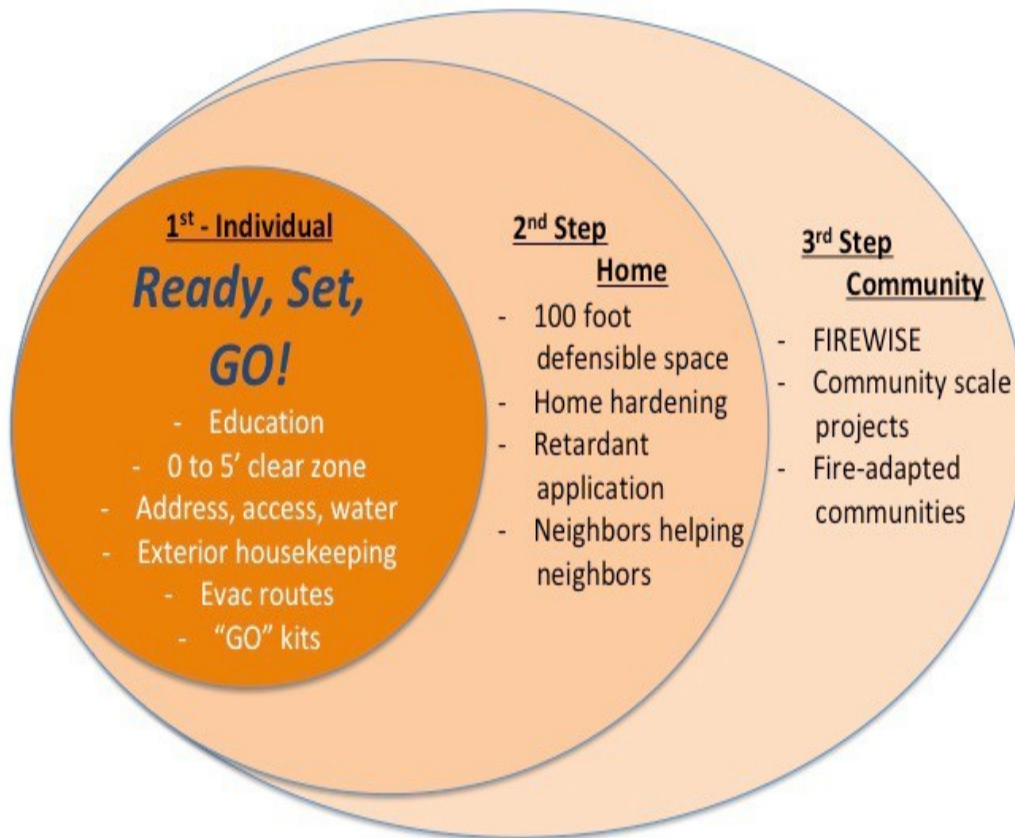 1st - Individual
Ready, Set,
GO!
- Education
- 0 to 5’ clear zone
- Address, access, water
- Exterior housekeeping
- Evac routes
- “GO” kits
2nd Step
Home
- 100 foot
defensible space
- Home hardening
- Retardant
application
- Neighbors helping
neighbors
3rd Step
Community
- FIREWISE
- Community scale
projects
- Fire-adapted
communities